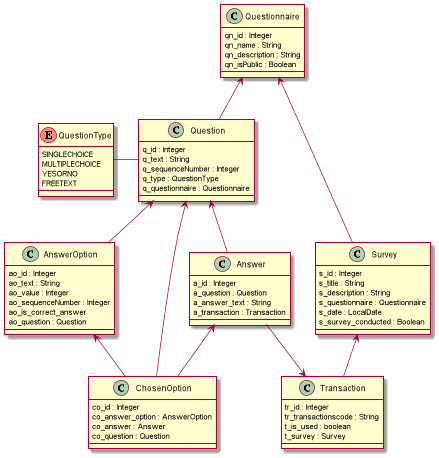 C Questionnaire
qn_id : Integer
qn_name : String
qn_description : String
qn_isPublic : Boolean
E QuestionType
SINGLECHOICE
MULTIPLECHOICE
YESORNO
FREETEXT
C Question
q_id : Integer
q_text : String
q_sequenceNumber : Integer
q_type : QuestionType
q_questionnaire : Questionnaire
C AnswerOption
ao_id : Integer
ao_text : String
ao_value : Integer
ao_sequenceNumber : Integer
ao_is_correct_answer
ao_question : Question
C Answer
a_id : Integer
a_question : Question
a_answer_text : String
a_transaction : Transaction
C Survey
s_id : Integer
s_title : String
s_description : String
s_questionnaire : Questionnaire
s_date : LocalDate
s_survey_conducted : Boolean
C ChosenOption
co_id : Integer
co_answer_option : AnswerOption
co_answer : Answer
co_question : Question
C Transaction
tr_id : Integer
tr_transactionscode : String
t_is_used : boolean
t_survey : Survey